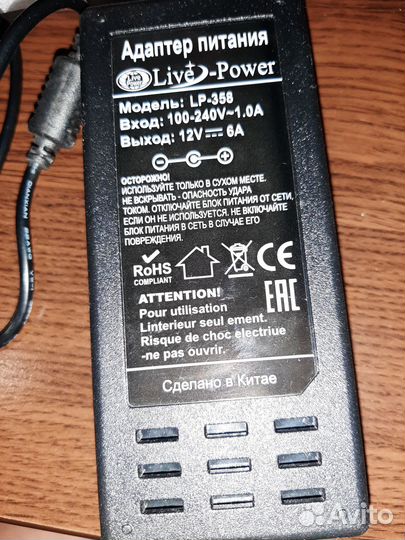 Адаптер питания
Live-Power
Модель: LP-358
Вход: 100-240V~1.0A
Выход: 12V 6A
ОСТОРОЖНО!
ИСПОЛЬЗУЙТЕ ТОЛЬКО В СУХОМ МЕСТЕ.
НЕ ВСКРЫВАТЬ - ОПАСНОСТЬ УДАРА
ТОКОМ. ОТКЛЮЧАЙТЕ БЛОК ПИТАНИЯ ОТ СЕТИ,
ЕСЛИ ОН НЕ ИСПОЛЬЗУЕТСЯ. НЕ ВКЛЮЧАЙТЕ
БЛОК ПИТАНИЯ В СЕТЬ В СЛУЧАЕ ЕГО
ПОВРЕЖДЕНИЯ.
RoHS
COMPLIANT
CE
EAC
ATTENTION!
Pour utilisation
Linterieur seul ement.
Risque de choc electriue
-ne pas ouvrir.
Сделано в Китае
Avito